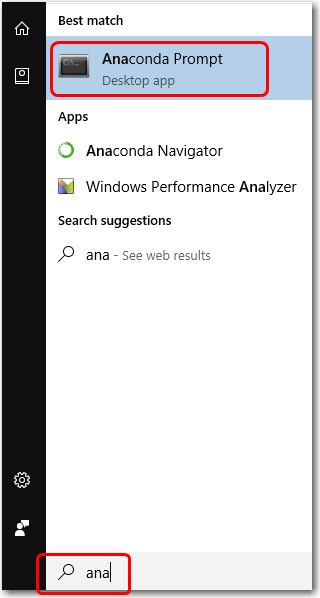 Best match
Anaconda Prompt
Desktop app
Apps
Anaconda Navigator
Windows Performance Analyzer
Search suggestions
ana - See web results
ana